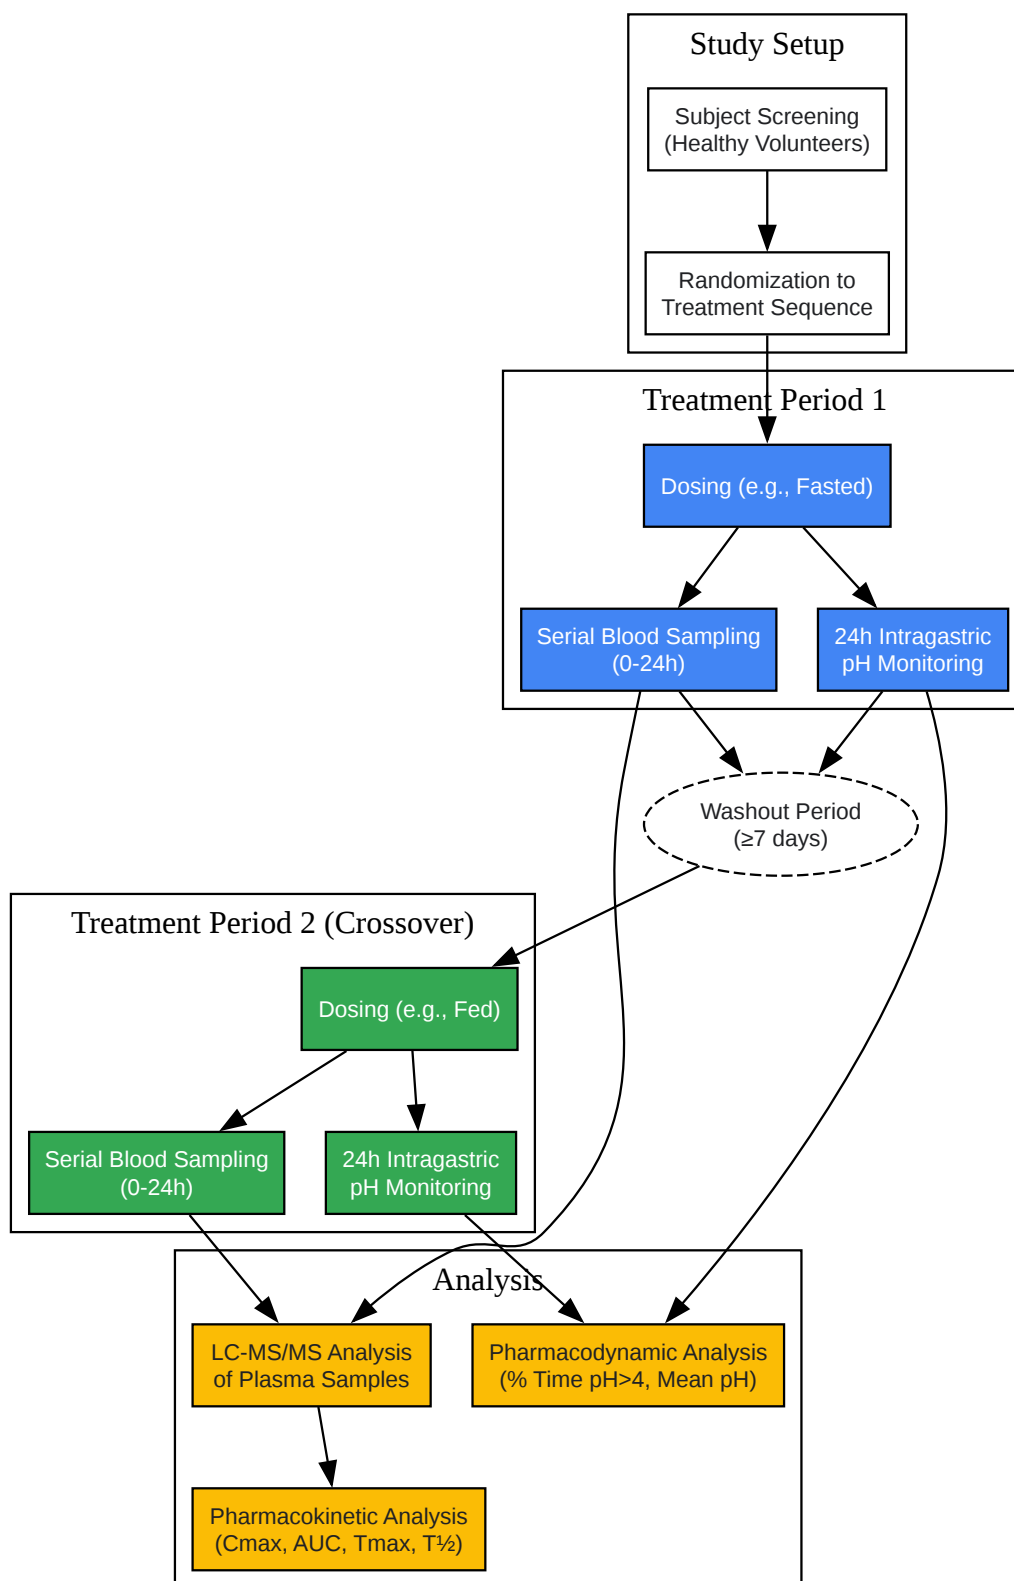 Study Setup
Subject Screening
(Healthy Volunteers)
Randomization to
Treatment Sequence
Treatment Period 1
Dosing (e.g., Fasted)
Serial Blood Sampling
(0-24h)
24h Intragastric
pH Monitoring
Washout Period
(≥7 days)
Treatment Period 2 (Crossover)
Dosing (e.g., Fed)
Serial Blood Sampling
(0-24h)
24h Intragastric
pH Monitoring
Analysis
LC-MS/MS Analysis
of Plasma Samples
Pharmacodynamic Analysis
(% Time pH>4, Mean pH)
Pharmacokinetic Analysis
(Cmax, AUC, Tmax, T½)